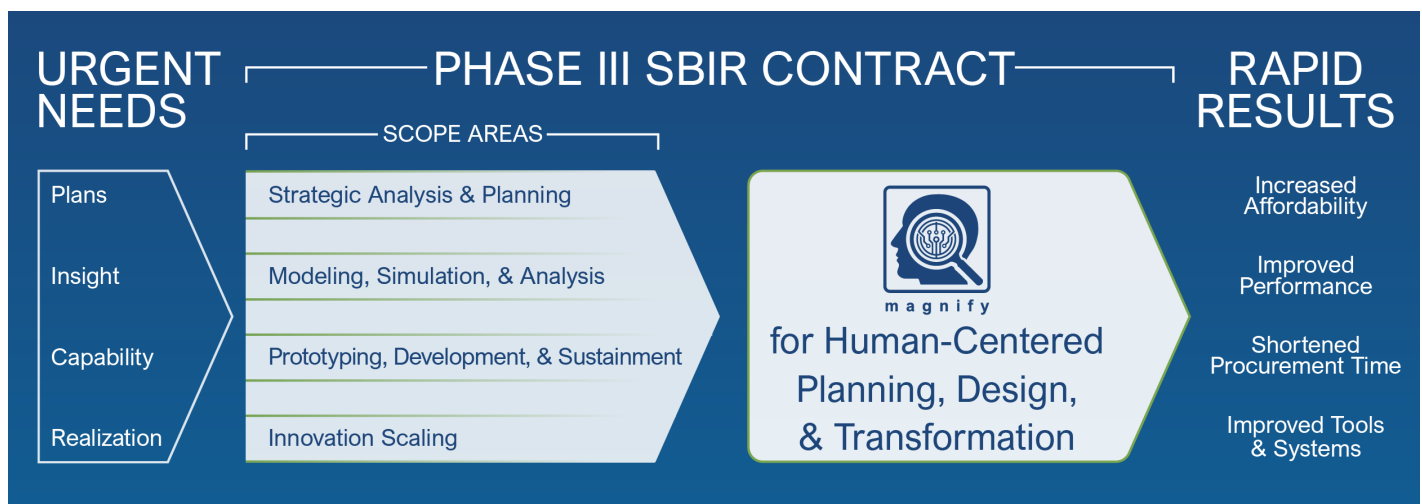 URGENT
NEEDS
PHASE III SBIR CONTRACT
RAPID
RESULTS
SCOPE AREAS
Plans
Insight
Capability
Realization
Strategic Analysis & Planning
Modeling, Simulation, & Analysis
Prototyping, Development, & Sustainment
Innovation Scaling
magnify
for Human-Centered
Planning, Design,
& Transformation
Increased
Affordability
Improved
Performance
Shortened
Procurement Time
Improved Tools
& Systems